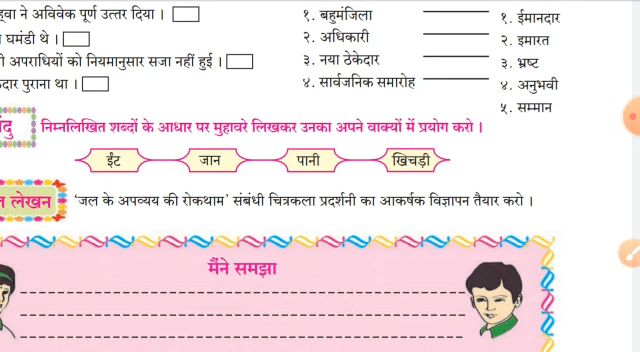 ने अविवेक पूर्ण उत्तर दिया ।
घमंडी थे ।
अपराधियों को नियमानुसार सजा नहीं हुई ।
पुराना था ।
१. बहुमंजिला १. ईमानदार
२. अधिकारी २. इमारत
३. नया ठेकेदार ३. भ्रष्ट
४. सार्वजनिक समारोह ४. अनुभवी
५. सम्मान
निम्नलिखित शब्दों के आधार पर मुहावरे लिखकर उनका अपने वाक्यों में प्रयोग करो ।
ईंट जान पानी खिचड़ी
लेखन 'जल के अपव्यय की रोकथाम' संबंधी चित्रकला प्रदर्शनी का आकर्षक विज्ञापन तैयार करो ।
मैंने समझा